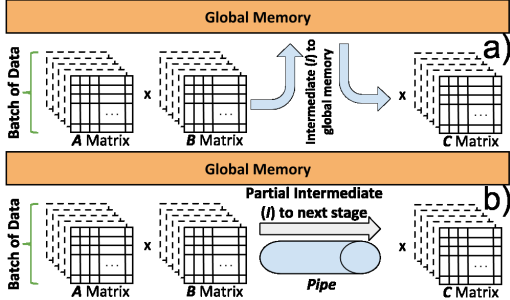 Global Memory
a)
Batch of Data
x
Intermediate (I) to
global memory
x
...
...
...
A Matrix
B Matrix
C Matrix
Global Memory
b)
Partial Intermediate
(I) to next stage
Batch of Data
x
x
...
...
...
A Matrix
B Matrix
Pipe
C Matrix